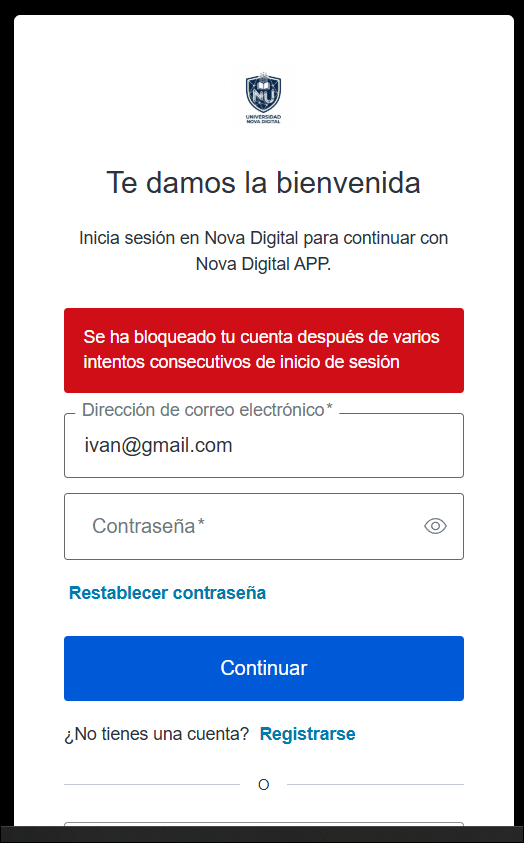 NU
UNIVERSIDAD
NOVA DIGITAL
Te damos la bienvenida
Inicia sesión en Nova Digital para continuar con
Nova Digital APP.
Se ha bloqueado tu cuenta después de varios
intentos consecutivos de inicio de sesión
Dirección de correo electrónico*
ivan@gmail.com
Contraseña*
Restablecer contraseña
Continuar
¿No tienes una cuenta? Registrarse
O